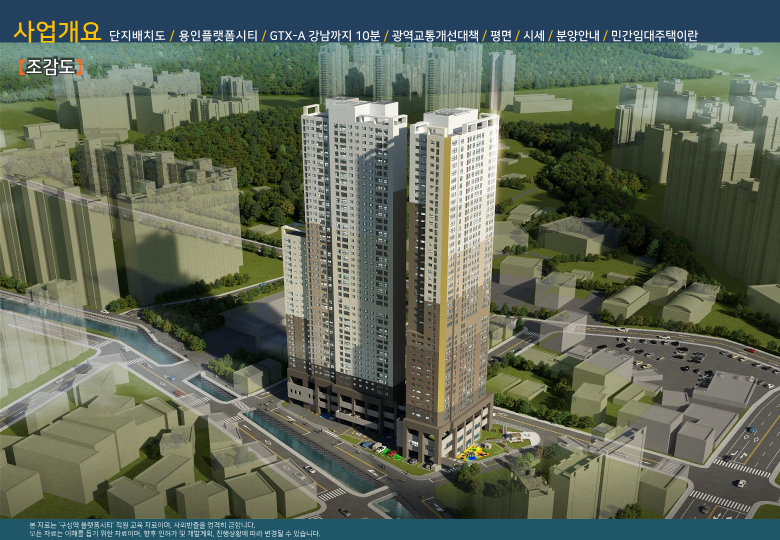 사업개요 단지배치도 / 용인플랫폼시티 / GTX-A 강남까지 10분 / 광역교통개선대책 / 평면 / 시세 / 분양안내 / 민간임대주택이란
[조감도]
본 자료는 '구성역 플랫폼시티' 직원 교육 자료이며, 사외반출을 엄격히 금합니다.
모든 자료는 이해를 돕기 위한 자료이며, 향후 인허가 및 개발계획, 진행상황에 따라 변경될 수 있습니다.